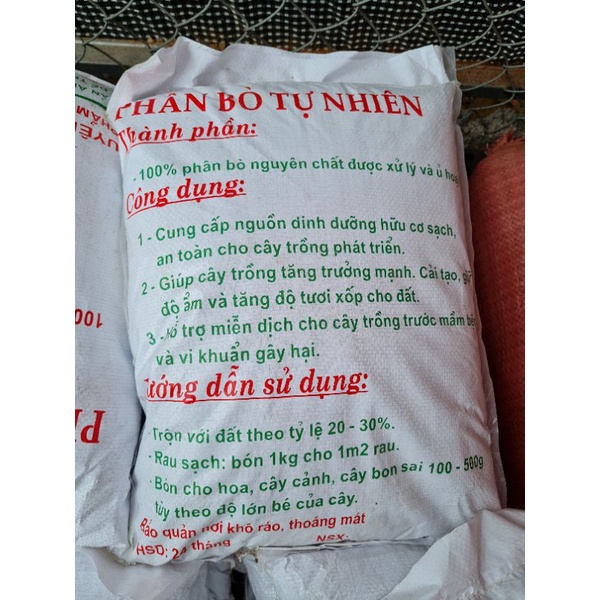 PHÂN BÒ TỰ NHIÊN
Thành phần:
- 100% phân bò nguyên chất được xử lý và ủ
Công dụng:
1 - Cung cấp nguồn dinh dưỡng hữu cơ sạch,
an toàn cho cây trồng phát triển.
2 - Giúp cây trồng tăng trưởng mạnh. Cải tạo,
độ ẩm và tăng độ tươi xốp cho đất.
3 - Hỗ trợ miễn dịch cho cây trồng trước mầm
và vi khuẩn gây hại.
Hướng dẫn sử dụng:
- Trộn với đất theo tỷ lệ 20 - 30%.
- Rau sạch: bón 1kg cho 1m2 rau.
- Bón cho hoa, cây cảnh, cây bon sai 100 - 500g
tùy theo độ lớn bé của cây.
Bảo quản nơi khô ráo, thoáng mát
HSD: 24 tháng NSX:
100